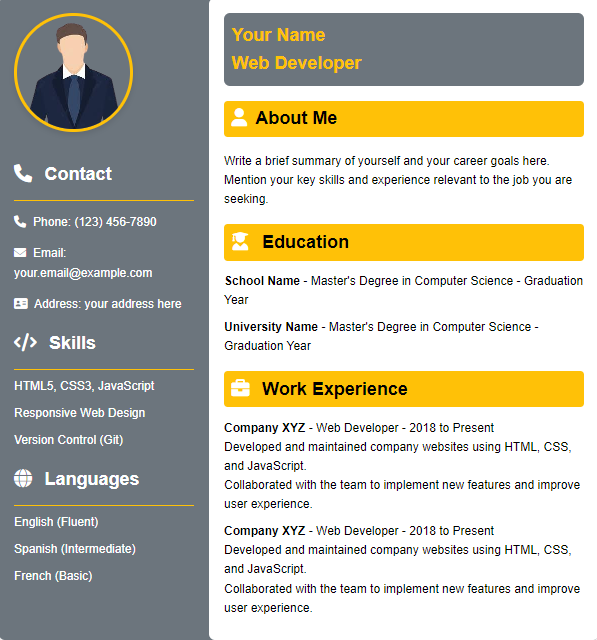 Contact
Phone: (123) 456-7890
Email:
your.email@example.com
Address: your address here
Skills
HTML5, CSS3, JavaScript
Responsive Web Design
Version Control (Git)
Languages
English (Fluent)
Spanish (Intermediate)
French (Basic)
Your Name
Web Developer
About Me
Write a brief summary of yourself and your career goals here.
Mention your key skills and experience relevant to the job you are
seeking.
Education
School Name - Master's Degree in Computer Science - Graduation
Year
University Name - Master's Degree in Computer Science -
Graduation Year
Work Experience
Company XYZ - Web Developer - 2018 to Present
Developed and maintained company websites using HTML, CSS,
and JavaScript.
Collaborated with the team to implement new features and improve
user experience.
Company XYZ - Web Developer - 2018 to Present
Developed and maintained company websites using HTML, CSS,
and JavaScript.
Collaborated with the team to implement new features and improve
user experience.